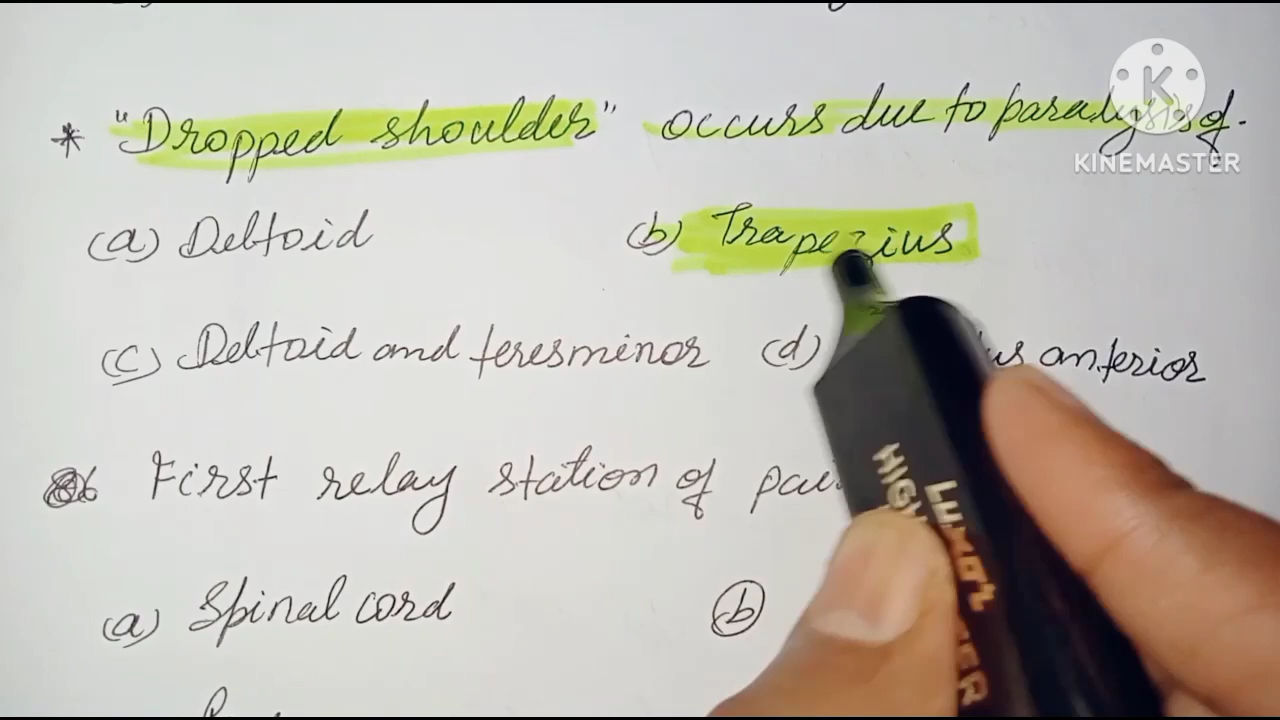 * "Dropped shoulder" occurs due to paralysis of.
(a) Deltoid (b) Trapezius
(c) Deltoid and teresminor (d) anterior
First relay station of
(a) Spinal cord (b)
K
KINEMASTER
LUXOR